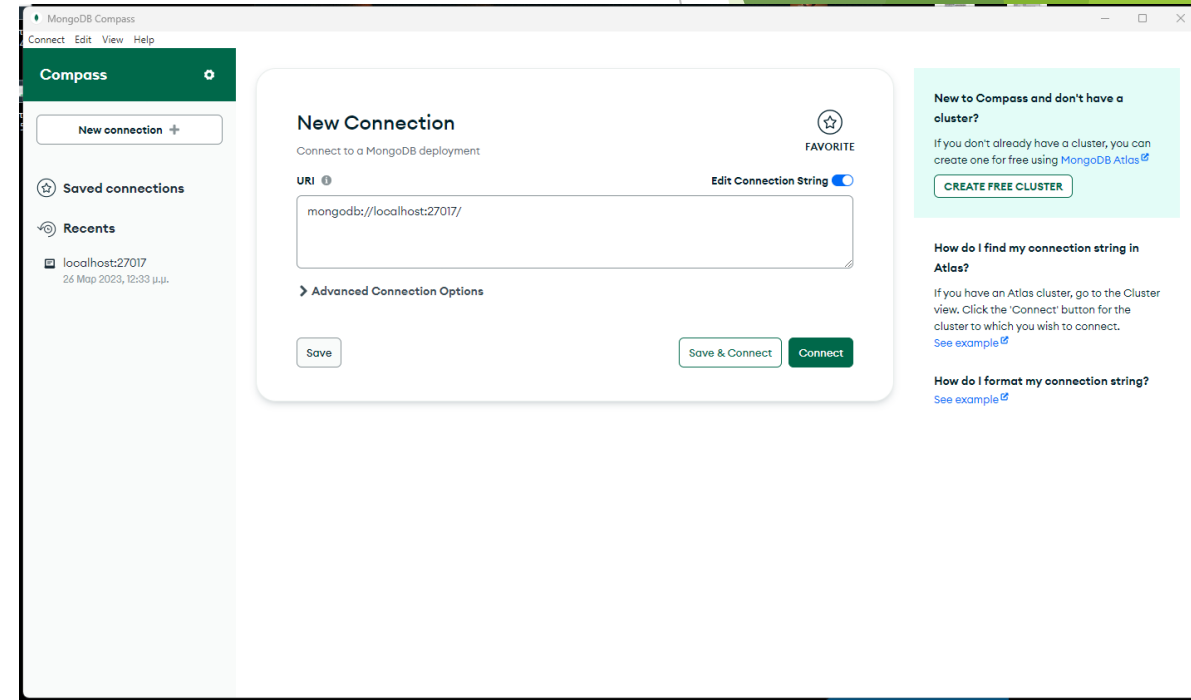 MongoDB Compass
Connect Edit View Help
Compass
New connection
Saved connections
Recents
localhost:27017
26 Μαρ 2023, 12:33 μ.μ.
New Connection
Connect to a MongoDB deployment
FAVORITE
URI
Edit Connection String
mongodb://localhost:27017/
Advanced Connection Options
Save
Save & Connect
Connect
New to Compass and don't have a
cluster?
If you don't already have a cluster, you can
create one for free using MongoDB Atlas
CREATE FREE CLUSTER
How do I find my connection string in
Atlas?
If you have an Atlas cluster, go to the Cluster
view. Click the 'Connect' button for the
cluster to which you wish to connect.
See example
How do I format my connection string?
See example